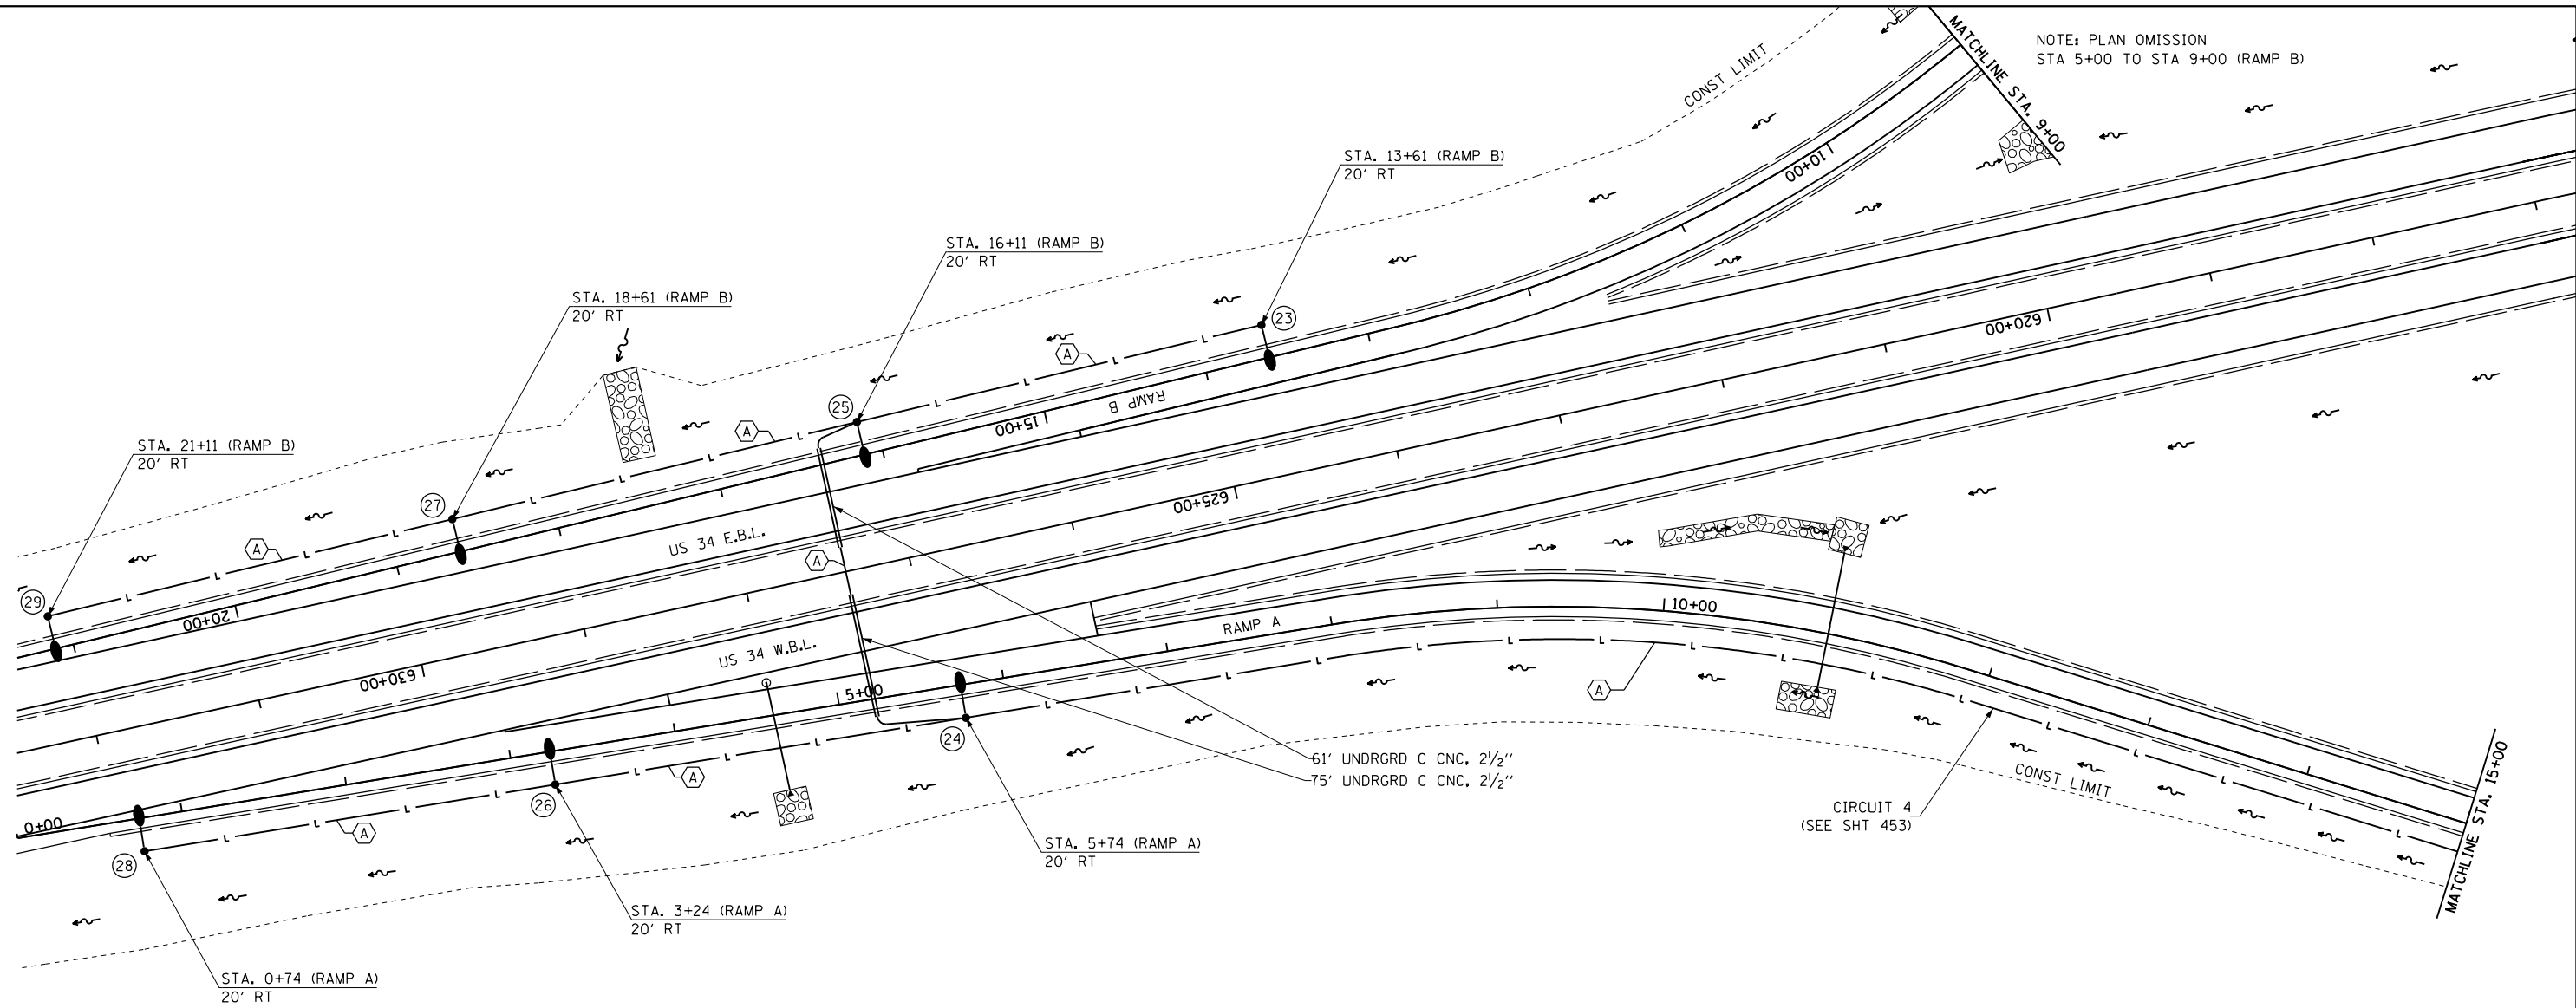 NOTE: PLAN OMISSION
STA 5+00 TO STA 9+00 (RAMP B)
MATCHLINE STA. 9+00
CONST LIMIT
STA. 13+61 (RAMP B)
20' RT
10+00
STA. 16+11 (RAMP B)
20' RT
STA. 18+61 (RAMP B)
20' RT
23
620+00
A
25
RAMP B
15+00
A
STA. 21+11 (RAMP B)
20' RT
27
625+00
US 34 E.B.L.
A
A
29
20+00
10+00
RAMP A
US 34 W.B.L.
630+00
5+00
A
24
61' UNDRGRD C CNC, 2 1/2"
75' UNDRGRD C CNC, 2 1/2"
A
26
CONST LIMIT
CIRCUIT 4
(SEE SHT 453)
MATCHLINE STA. 15+00
0+00
A
28
STA. 5+74 (RAMP A)
20' RT
STA. 3+24 (RAMP A)
20' RT
STA. 0+74 (RAMP A)
20' RT